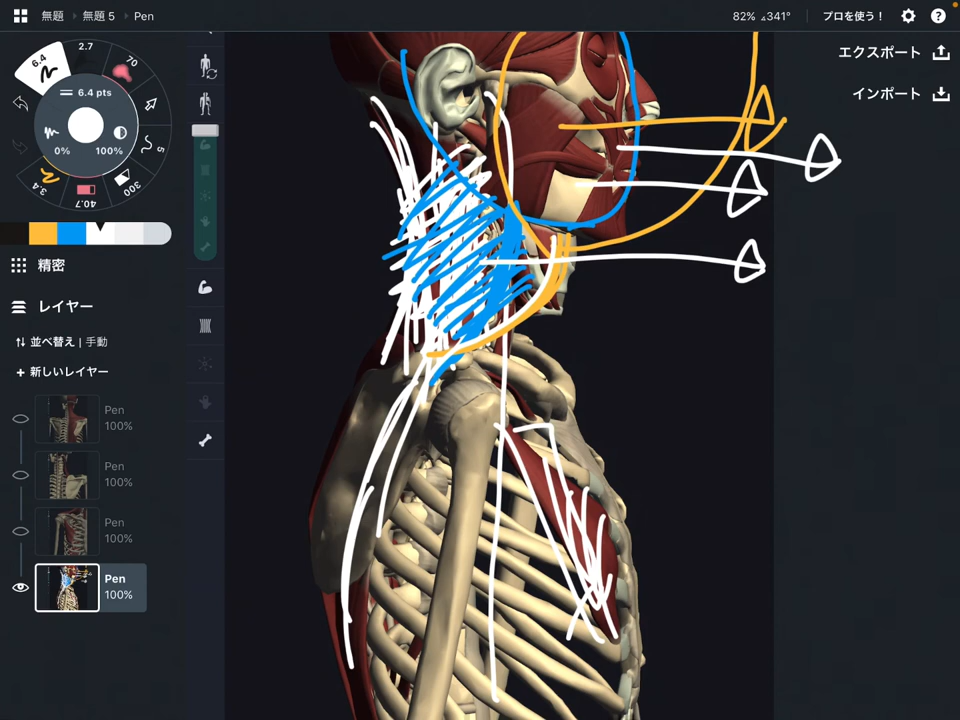 無題 無題 5 Pen
82% ⦟341° プロを使う！
エクスポート
インポート
2.7
6.4
70
6.4 pts
0% 100%
5
3.4
40.7
300
精密
レイヤー
並べ替え | 手動
+ 新しいレイヤー
Pen
100%
Pen
100%
Pen
100%
Pen
100%